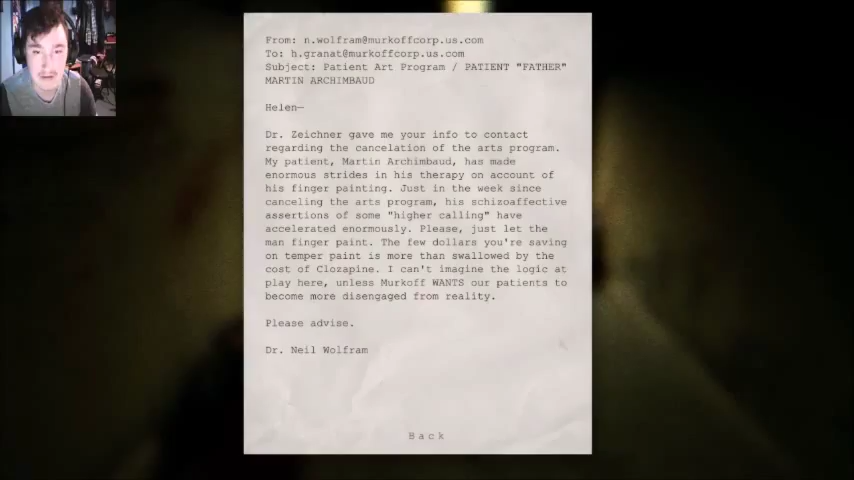 From: n.wolfram@murkoffcorp.us.com
To: h.granat@murkoffcorp.us.com
Subject: Patient Art Program / PATIENT "FATHER"
MARTIN ARCHIMBAUD
Helen—
Dr. Zeichner gave me your info to contact
regarding the cancelation of the arts program.
My patient, Martin Archimbaud, has made
enormous strides in his therapy on account of
his finger painting. Just in the week since
canceling the arts program, his schizoaffective
assertions of some "higher calling" have
accelerated enormously. Please, just let the
man finger paint. The few dollars you're saving
on temper paint is more than swallowed by the
cost of Clozapine. I can't imagine the logic at
play here, unless Murkoff WANTS our patients to
become more disengaged from reality.
Please advise.
Dr. Neil Wolfram
Back